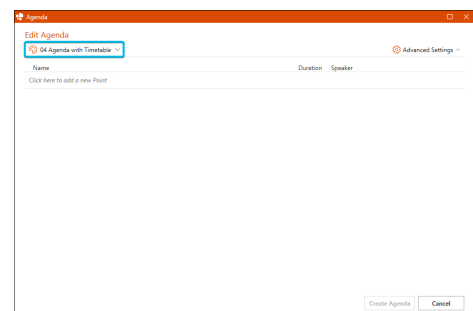 Agenda
Edit Agenda
04 Agenda with Timetable
Advanced Settings
Name Duration Speaker
Click here to add a new Point
Create Agenda Cancel